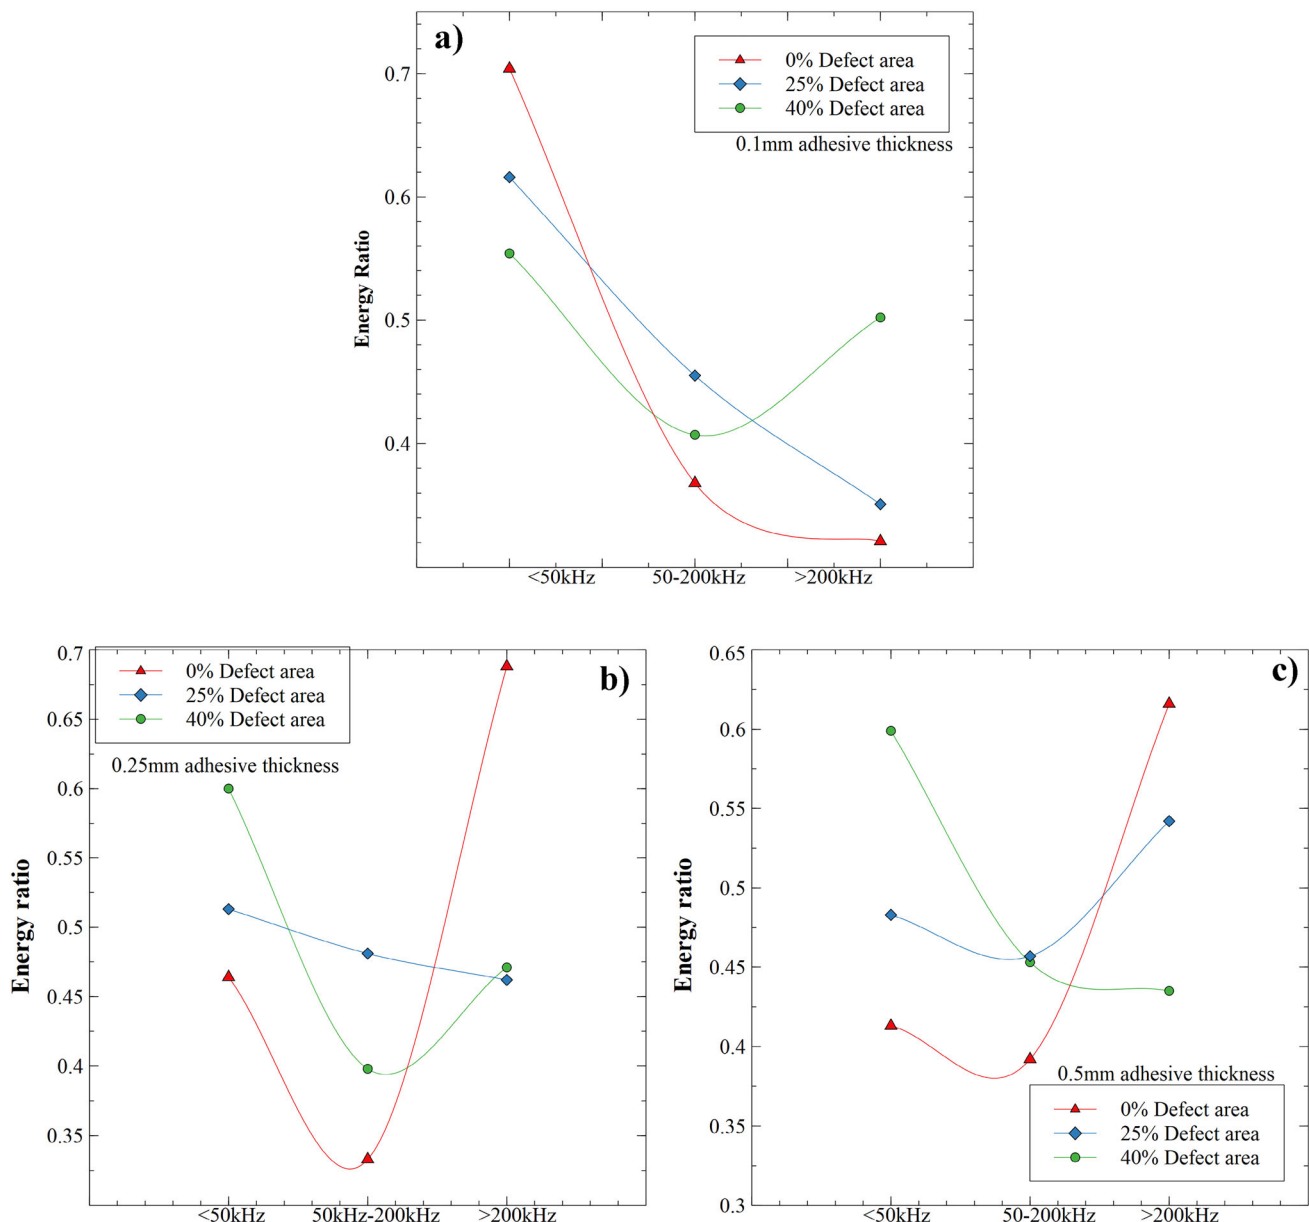 a)
0% Defect area
25% Defect area
40% Defect area
0.1mm adhesive thickness
0.7
0.6
0.5
0.4
Energy Ratio
<50kHz 50-200kHz >200kHz
b)
0% Defect area
25% Defect area
40% Defect area
0.25mm adhesive thickness
0.7
0.65
0.6
0.55
0.5
0.45
0.4
0.35
Energy ratio
<50kHz 50kHz-200kHz >200kHz
c)
0.65
0.6
0.55
0.5
0.45
0.4
0.35
0.3
Energy ratio
0.5mm adhesive thickness
0% Defect area
25% Defect area
40% Defect area
<50kHz 50-200kHz >200kHz